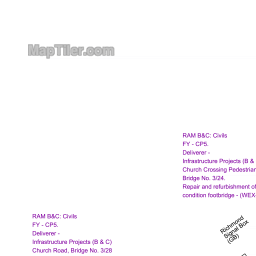 MapTiler.com
RAM B&C: Civils
FY - CP5.
Deliverer -
Infrastructure Projects (B &
Church Crossing Pedestrian
Bridge No. 3/24.
Repair and refurbishment of
condition footbridge - (WEX
RAM B&C: Civils
FY - CP5.
Deliverer -
Infrastructure Projects (B & C)
Church Road, Bridge No. 3/28
Richmond
Signal Box
(GB)